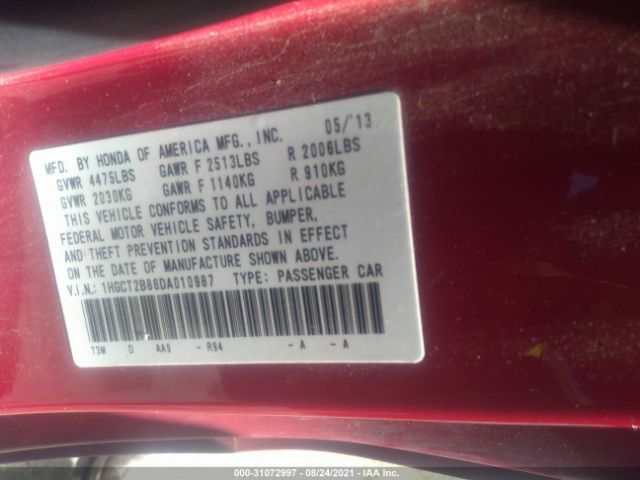 MFD. BY HONDA OF AMERICA MFG., INC. 05/'13
GVWR 4475LBS GAWR F 2513LBS R 2006LBS
GVWR 2030KG GAWR F 1140KG R 910KG
THIS VEHICLE CONFORMS TO ALL APPLICABLE
FEDERAL MOTOR VEHICLE SAFETY, BUMPER,
AND THEFT PREVENTION STANDARDS IN EFFECT
ON THE DATE OF MANUFACTURE SHOWN ABOVE.
V.I.N.: 1HGCT2B86DA010987 TYPE: PASSENGER CAR
T3M D AA9 - R94 - A - A
000-31072997 - 08/24/2021 - IAA Inc.